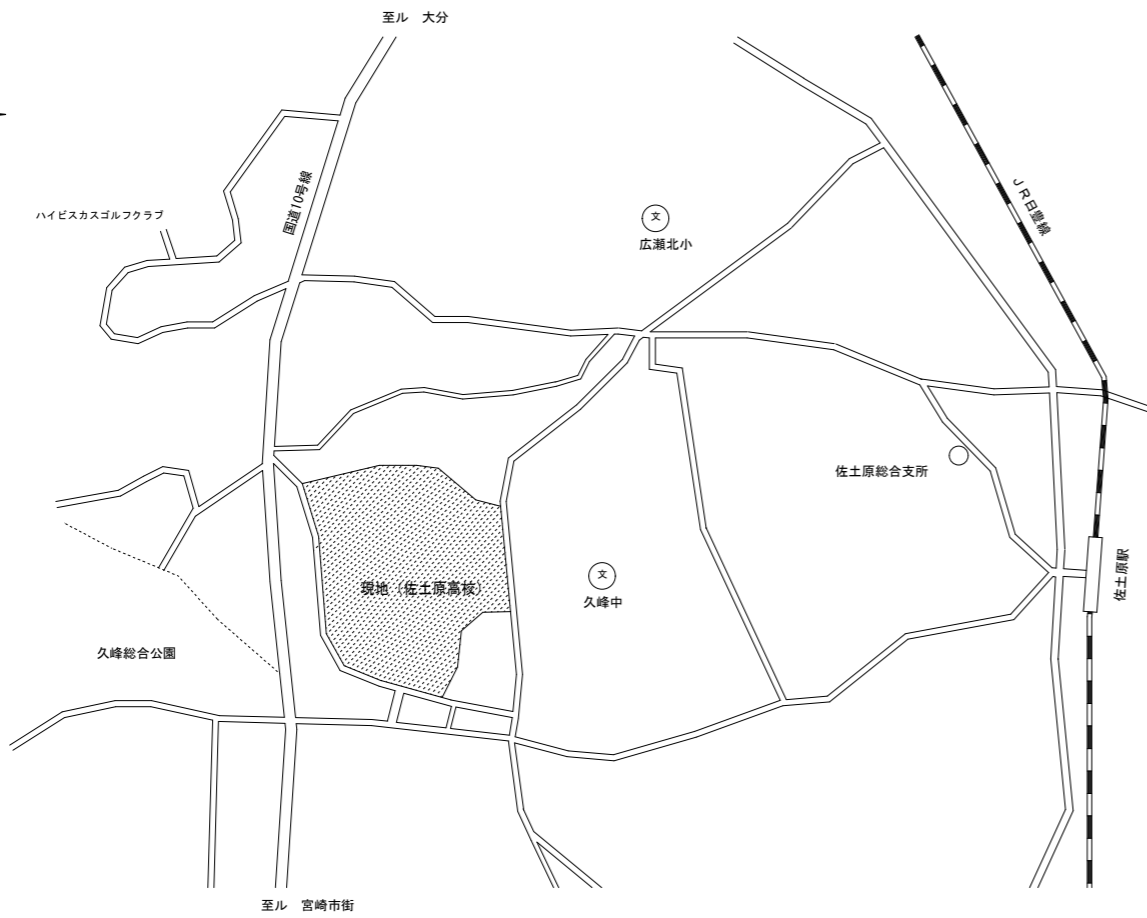 至ル　大分
国道10号線
JR日豊線
ハイビスカスゴルフクラブ
文
広瀬北小
佐土原総合支所
佐土原駅
現地（佐土原高校）
文
久峰中
久峰総合公園
至ル　宮崎市街